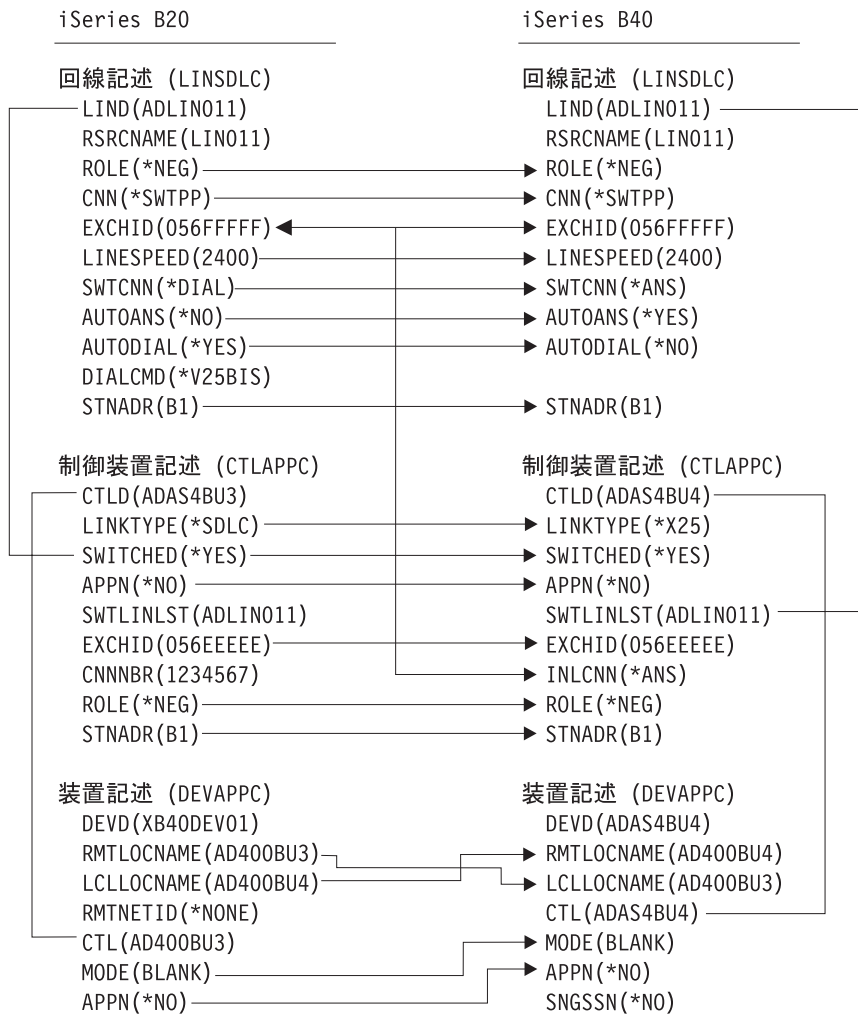 iSeries B20
回線記述 (LINSDLC)
LIND(ADLIN011)
RSRCNAME(LIN011)
ROLE(*NEG)
CNN(*SWTPP)
EXCHID(056FFFFF)
LINESPEED(2400)
SWTCNN(*DIAL)
AUTOANS(*NO)
AUTODIAL(*YES)
DIALCMD(*V25BIS)
STNADR(B1)
制御装置記述 (CTLAPPC)
CTLD(ADAS4BU3)
LINKTYPE(*SDLC)
SWITCHED(*YES)
APPN(*NO)
SWTLINLST(ADLIN011)
EXCHID(056EEEEE)
CNNNBR(1234567)
ROLE(*NEG)
STNADR(B1)
装置記述 (DEVAPPC)
DEVD(XB40DEV01)
RMTLOCNAME(AD400BU3)
LCLLOCNAME(AD400BU4)
RMTNETID(*NONE)
CTL(AD400BU3)
MODE(BLANK)
APPN(*NO)
iSeries B40
回線記述 (LINSDLC)
LIND(ADLIN011)
RSRCNAME(LIN011)
ROLE(*NEG)
CNN(*SWTPP)
EXCHID(056FFFFF)
LINESPEED(2400)
SWTCNN(*ANS)
AUTOANS(*YES)
AUTODIAL(*NO)
STNADR(B1)
制御装置記述 (CTLAPPC)
CTLD(ADAS4BU4)
LINKTYPE(*X25)
SWITCHED(*YES)
APPN(*NO)
SWTLINLST(ADLIN011)
EXCHID(056EEEEE)
INLCNN(*ANS)
ROLE(*NEG)
STNADR(B1)
装置記述 (DEVAPPC)
DEVD(ADAS4BU4)
RMTLOCNAME(AD400BU4)
LCLLOCNAME(AD400BU3)
CTL(ADAS4BU4)
MODE(BLANK)
APPN(*NO)
SNGSSN(*NO)